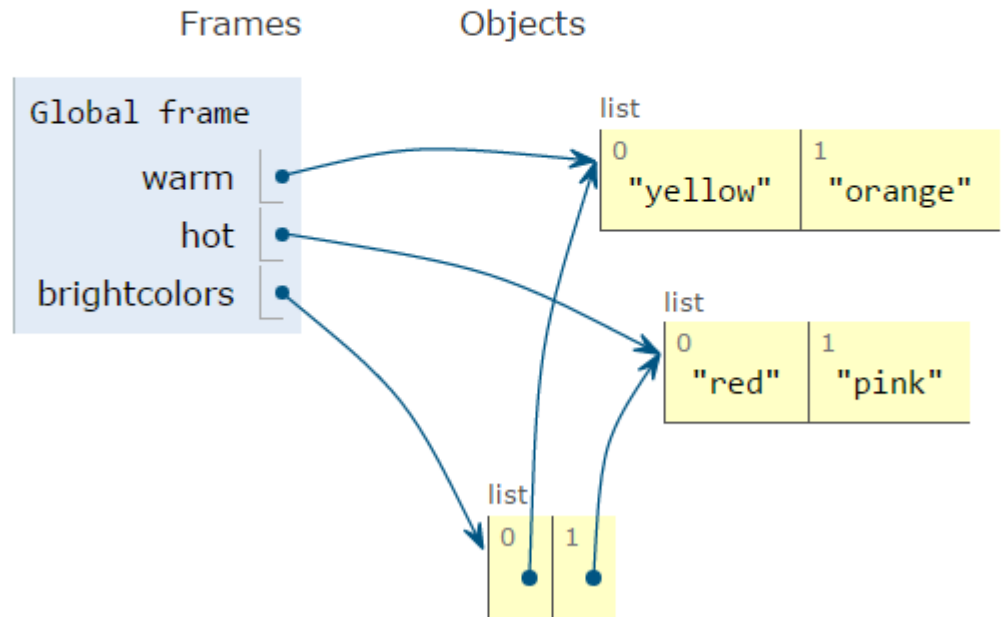 Frames Objects
Global frame
warm
hot
brightcolors
list
0 1
"yellow" "orange"
list
0 1
"red" "pink"
list
0 1